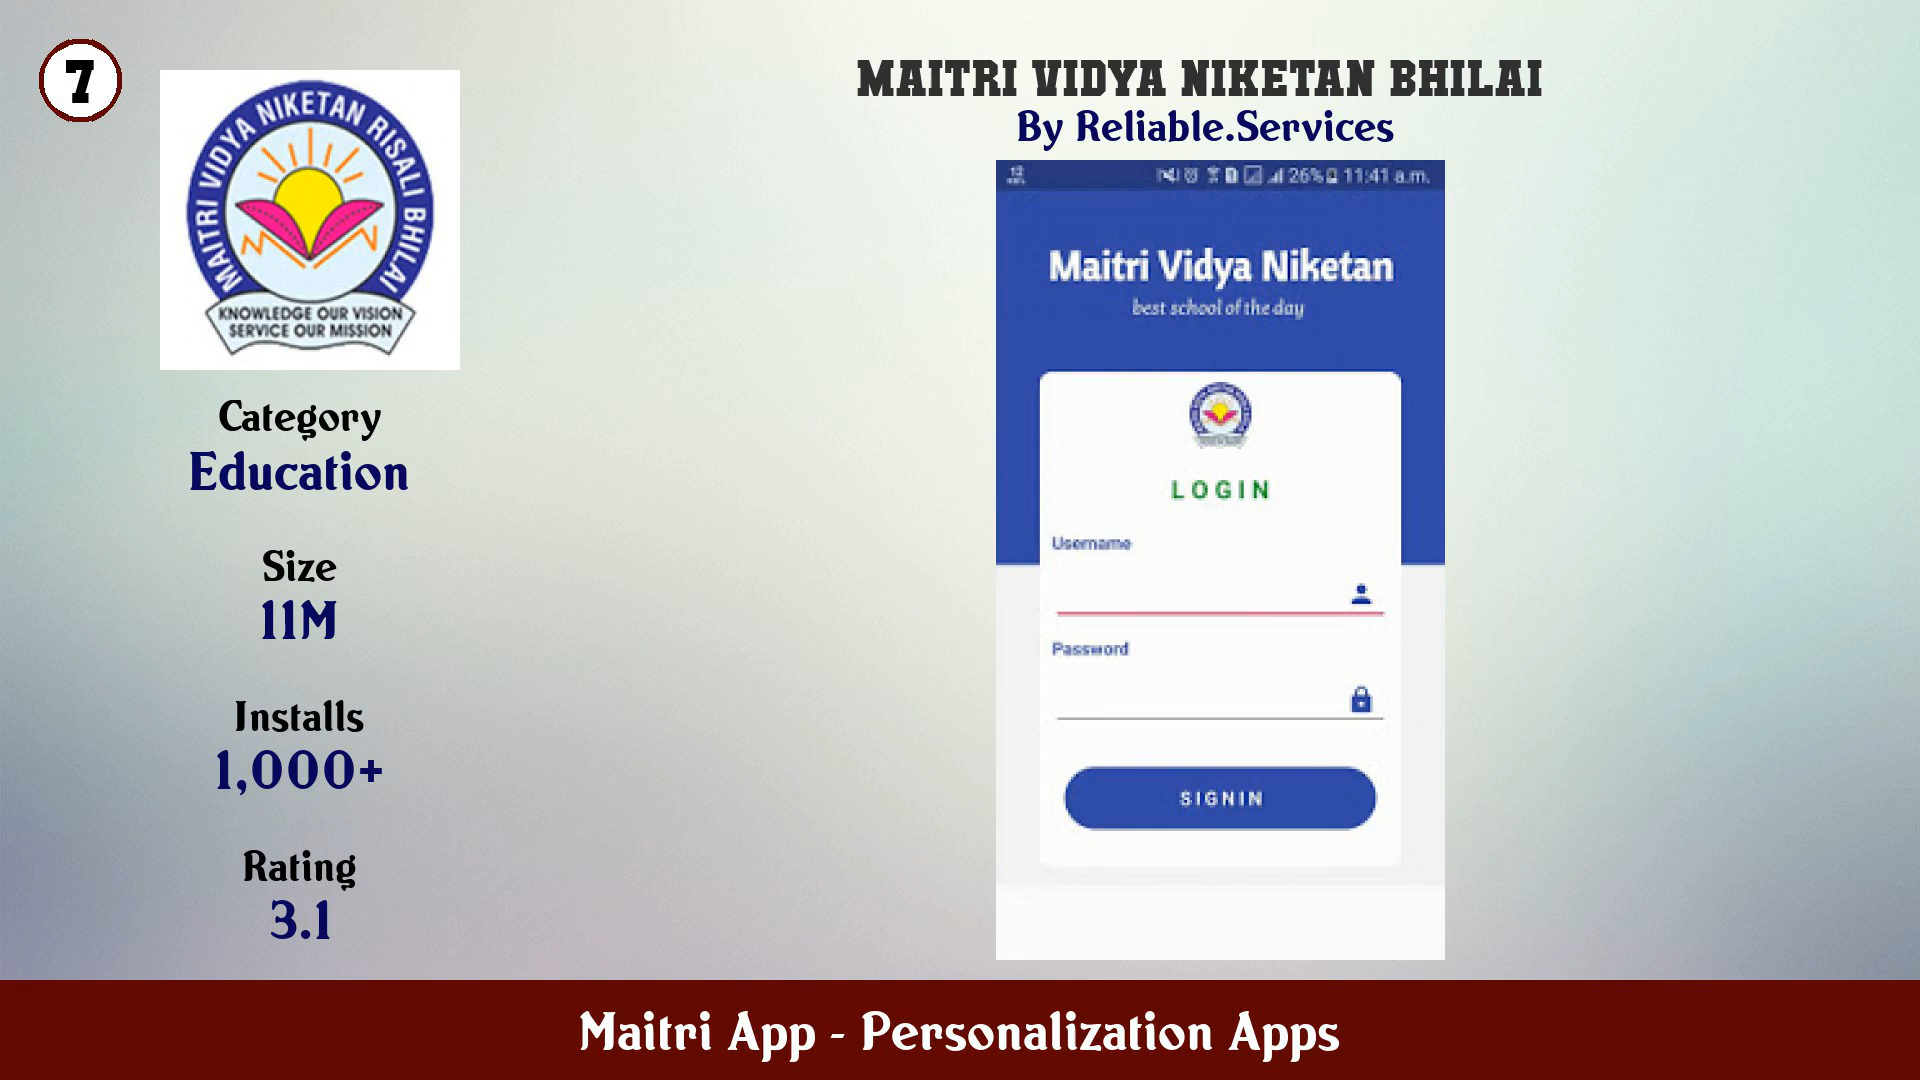 7
MAITRI VIDYA NIKETAN RISALI BHILAI
KNOWLEDGE OUR VISION
SERVICE OUR MISSION
Category
Education
Size
11M
Installs
1,000+
Rating
3.1
MAITRI VIDYA NIKETAN BHILAI
By Reliable.Services
26% 11:41 a.m.
Maitri Vidya Niketan
best school of the day
LOGIN
Username
Password
SIGNIN
Maitri App - Personalization Apps